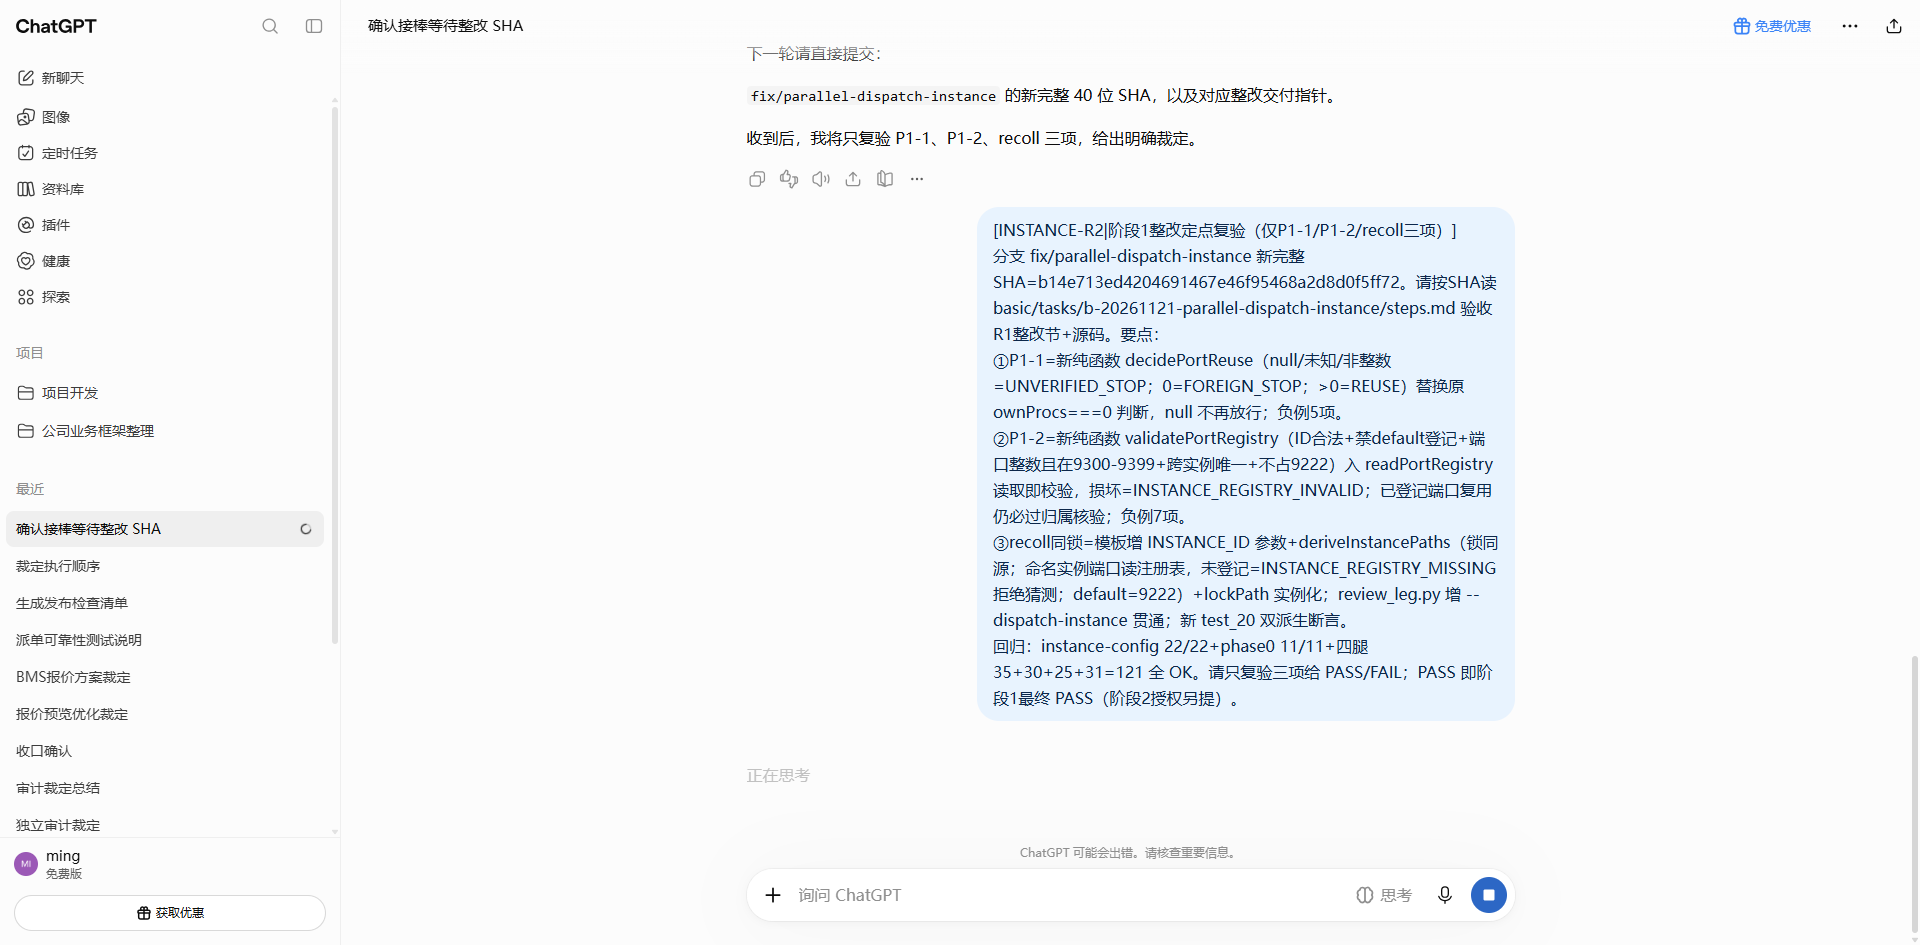 ChatGPT
新聊天
图像
定时任务
资料库
插件
健康
探索
项目
项目开发
公司业务框架整理
最近
确认接棒等待整改 SHA
裁定执行顺序
生成发布检查清单
派单可靠性测试说明
BMS报价方案裁定
报价预览优化裁定
收口确认
审计裁定总结
独立审计裁定
MI
ming
免费版
获取优惠
确认接棒等待整改 SHA
免费优惠
下一轮请直接提交：
fix/parallel-dispatch-instance 的新完整 40 位 SHA，以及对应整改交付指针。
收到后，我将只复验 P1-1、P1-2、recoll 三项，给出明确裁定。
[INSTANCE-R2|阶段1整改定点复验（仅P1-1/P1-2/recoll三项）]
分支 fix/parallel-dispatch-instance 新完整
SHA=b14e713ed4204691467e46f95468a2d8d0f5ff72。请按SHA读
basic/tasks/b-20261121-parallel-dispatch-instance/steps.md 验收
R1整改节+源码。要点：
①P1-1=新纯函数 decidePortReuse（null/未知/非整数
=UNVERIFIED_STOP；0=FOREIGN_STOP；>0=REUSE）替换原
ownProcs===0 判断，null 不再放行；负例5项。
②P1-2=新纯函数 validatePortRegistry（ID合法+禁default登记+端
口整数且在9300-9399+跨实例唯一+不占9222）入 readPortRegistry
读取即校验，损坏=INSTANCE_REGISTRY_INVALID；已登记端口复用
仍必过归属核验；负例7项。
③recoll同锁=模板增 INSTANCE_ID 参数+deriveInstancePaths（锁同
源；命名实例端口读注册表，未登记=INSTANCE_REGISTRY_MISSING
拒绝猜测；default=9222）+lockPath 实例化；review_leg.py 增 --
dispatch-instance 贯通；新 test_20 双派生断言。
回归：instance-config 22/22+phase0 11/11+四腿
35+30+25+31=121 全 OK。请只复验三项给 PASS/FAIL；PASS 即阶
段1最终 PASS（阶段2授权另提）。
正在思考
ChatGPT 可能会出错。请核查重要信息。
询问 ChatGPT
思考